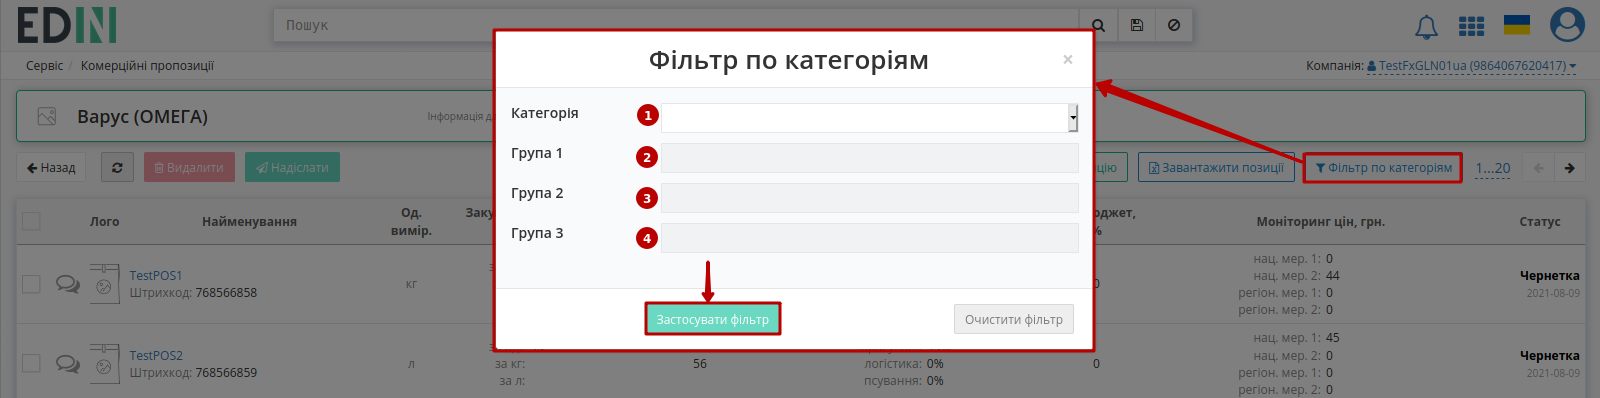 EDIN
Пошук
Сервіс / Комерційні пропозиції
Компанія: TestFxGLN01ua (9864067620417)
Варус (ОМЕГА)
Інформація
Назад
Видалити
Надіслати
цію
Завантажити позиції
Фільтр по категоріям
1...20
Фільтр по категоріям
×
Категорія
1
Група 1
2
Група 2
3
Група 3
4
Застосувати фільтр
Очистити фільтр
Лого
Найменування
Од. вимір.
Заку
джет, %
Моніторинг цін, грн.
Статус
TestPOS1
Штрихкод: 768566858
кг
0
нац. мер. 1: 0
нац. мер. 2: 44
регіон. мер. 1: 0
регіон. мер. 2: 0
Чернетка
2021-08-09
TestPOS2
Штрихкод: 768566859
л
за кг:
за л:
56
логістика: 0%
псування: 0%
0
нац. мер. 1: 45
нац. мер. 2: 0
регіон. мер. 1: 0
регіон. мер. 2: 0
Чернетка
2021-08-09